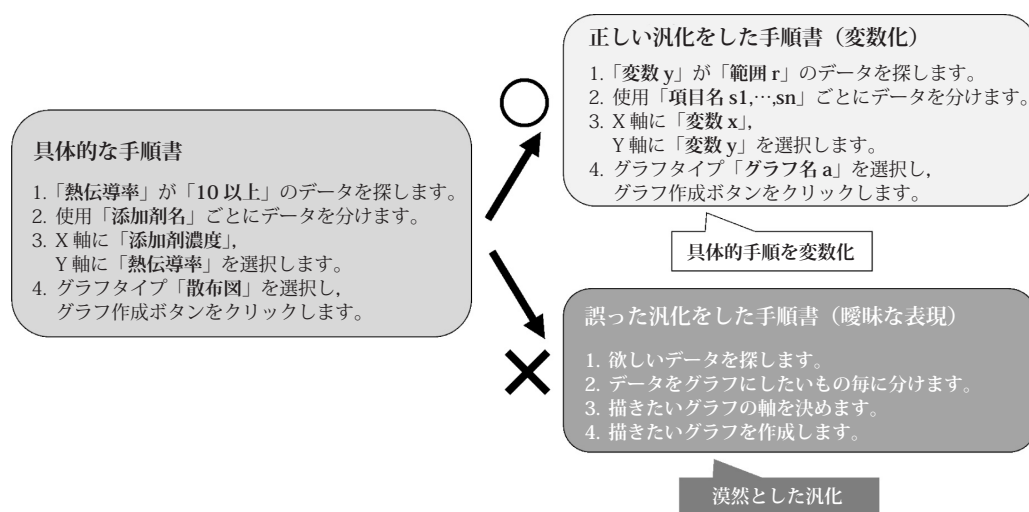 具体的な手順書
1.「熱伝導率」が「10 以上」のデータを探します。
2. 使用「添加剤名」ごとにデータを分けます。
3. X 軸に「添加剤濃度」,
Y 軸に「熱伝導率」を選択します。
4. グラフタイプ「散布図」を選択し,
グラフ作成ボタンをクリックします。
正しい汎化をした手順書（変数化）
1.「変数 y」が「範囲 r」のデータを探します。
2. 使用「項目名 s1,…,sn」ごとにデータを分けます。
3. X 軸に「変数 x」,
Y 軸に「変数 y」を選択します。
4. グラフタイプ「グラフ名 a」を選択し,
グラフ作成ボタンをクリックします。
具体的手順を変数化
誤った汎化をした手順書（曖昧な表現）
1. 欲しいデータを探します。
2. データをグラフにしたいもの毎に分けます。
3. 描きたいグラフの軸を決めます。
4. 描きたいグラフを作成します。
漠然とした汎化